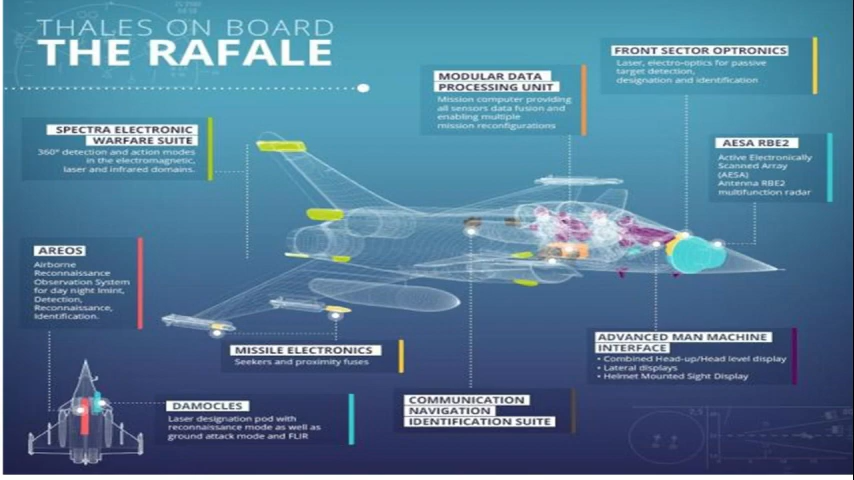 THALES ON BOARD
THE RAFALE
FRONT SECTOR OPTRONICS
Laser, electro-optics for passive
target detection,
designation and identification
MODULAR DATA
PROCESSING UNIT
Mission computer providing
all sensors data fusion and
enabling multiple
mission reconfigurations
SPECTRA ELECTRONIC
WARFARE SUITE
360° detection and action modes
in the electromagnetic,
laser and infrared domains.
AESA RBE2
Active Electronically
Scanned Array
(AESA)
Antenna RBE2
multifunction radar
AREOS
Airborne
Reconnaissance
Observation System
for day night Imint,
Detection,
Reconnaissance,
Identification.
MISSILE ELECTRONICS
Seekers and proximity fuses
ADVANCED MAN MACHINE
INTERFACE
• Combined Head-up/Head level display
• Lateral displays
• Helmet Mounted Sight Display
DAMOCLES
Laser designation pod with
reconnaissance mode as well as
ground attack mode and FLIR
COMMUNICATION
NAVIGATION
IDENTIFICATION SUITE
2,5